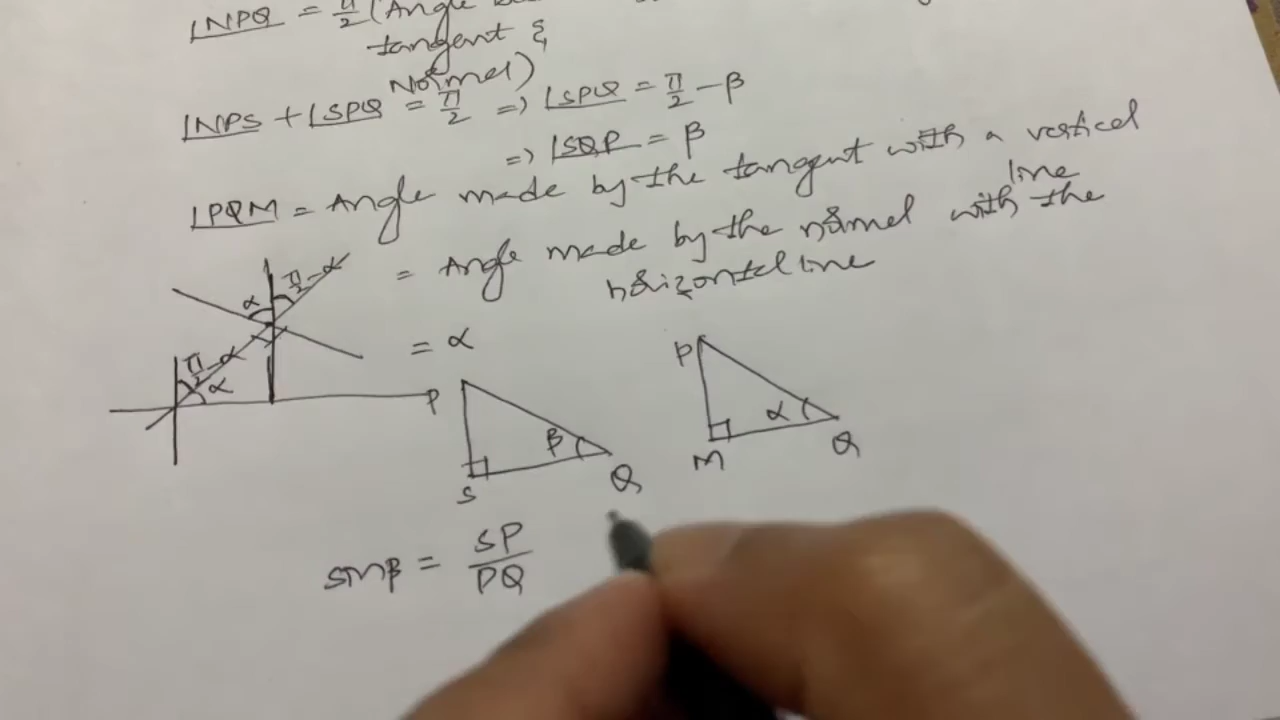 ∠NPQ = π/2 (Angle
tangent &
Normal)
∠NPS + ∠SPQ = π/2 => ∠SPQ = π/2 - β
=> ∠SQP = β
∠PQM = Angle made by the tangent with a vertical
line
= Angle made by the normal with the
horizontal line
= α
π/2 - α
α
π/2 - α
α
P
β
S
Q
P
α
M
Q
sinβ = SP/PQ